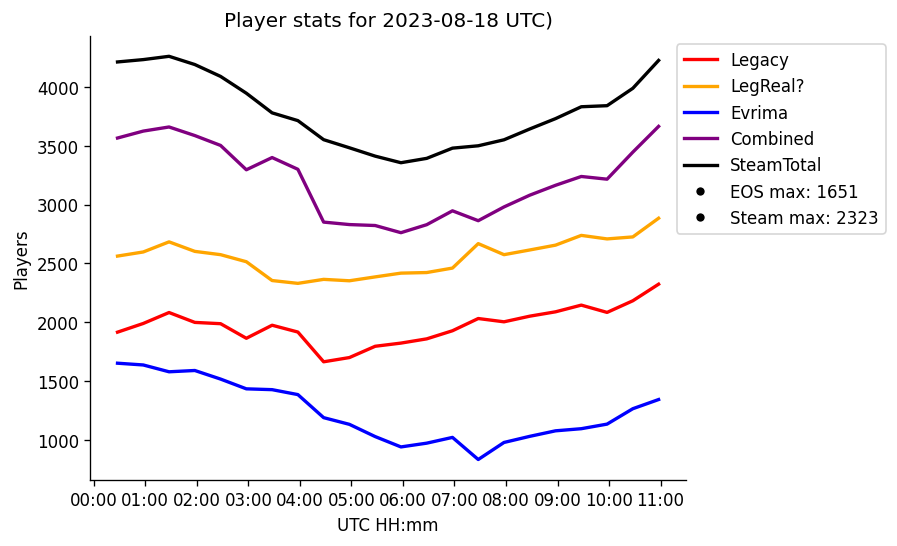 Player stats for 2023-08-18 UTC)
Players
4000
3500
3000
2500
2000
1500
1000
00:00 01:00 02:00 03:00 04:00 05:00 06:00 07:00 08:00 09:00 10:00 11:00
UTC HH:mm
Legacy
LegReal?
Evrima
Combined
SteamTotal
EOS max: 1651
Steam max: 2323